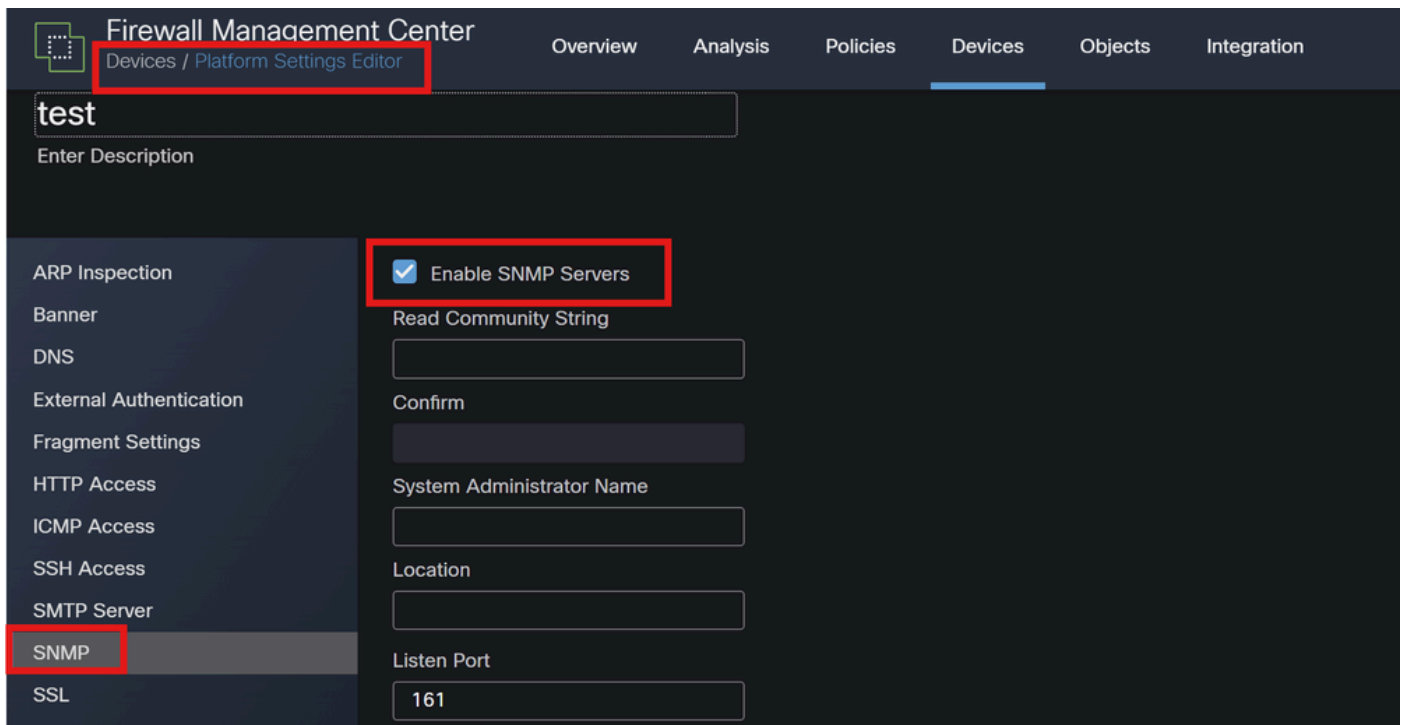 Firewall Management Center
Devices / Platform Settings Editor
Overview Analysis Policies Devices Objects Integration
test
Enter Description
ARP Inspection
Banner
DNS
External Authentication
Fragment Settings
HTTP Access
ICMP Access
SSH Access
SMTP Server
SNMP
SSL
Enable SNMP Servers
Read Community String
Confirm
System Administrator Name
Location
Listen Port
161